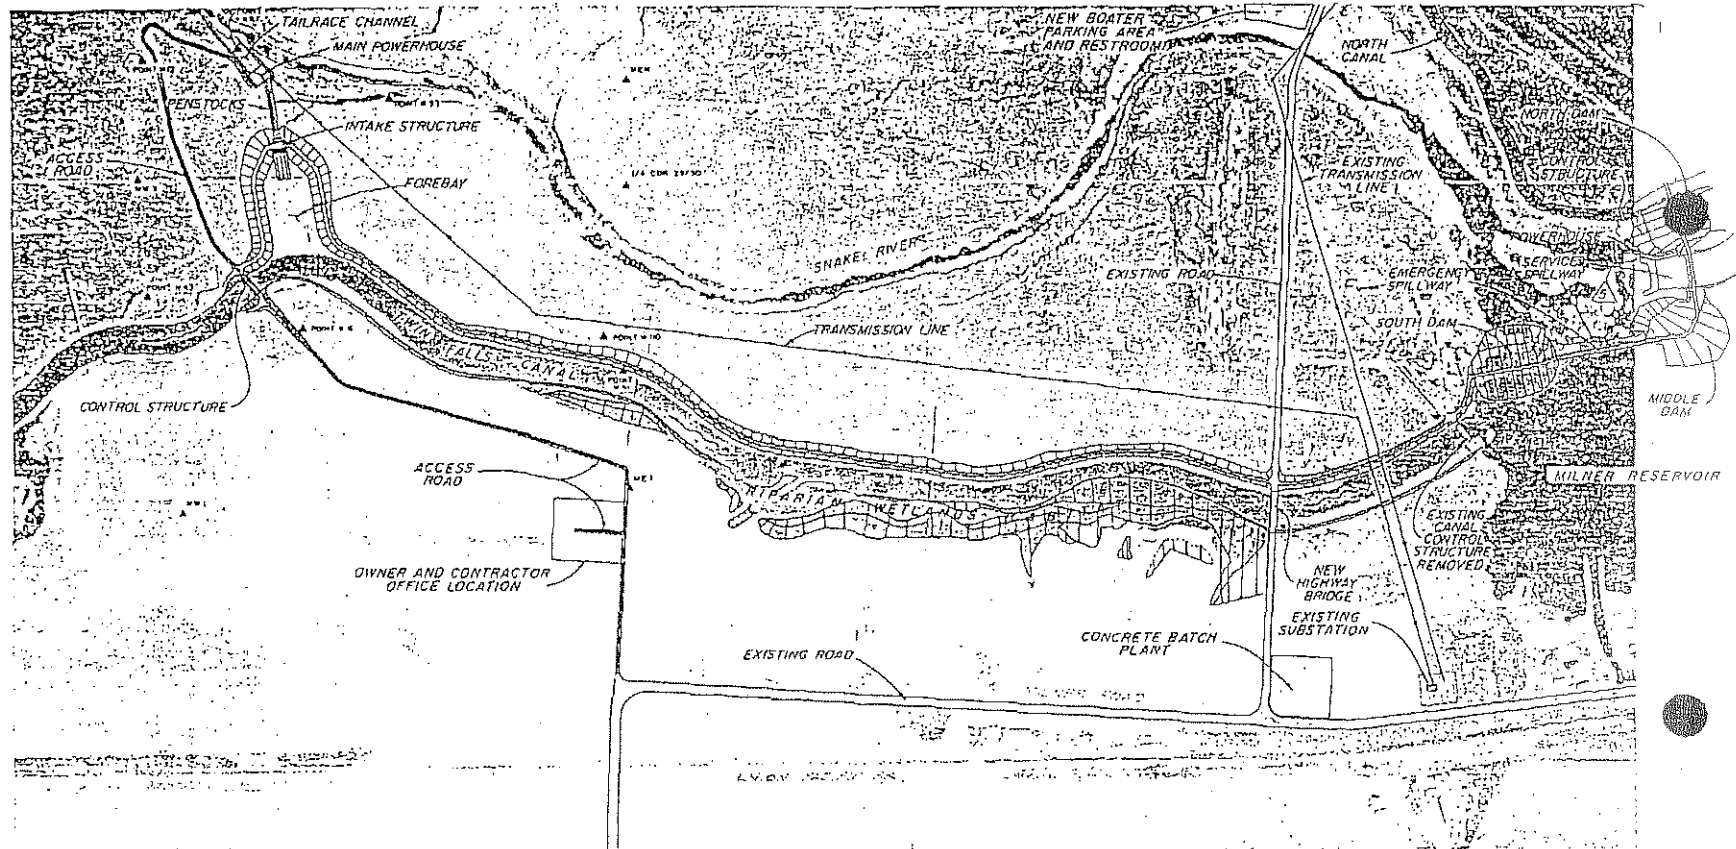 TAILRACE CHANNEL
MAIN POWERHOUSE
PENSTOCKS
INTAKE STRUCTURE
ACCESS
ROAD
FOREBAY
NEW BOATER
PARKING AREA
AND RESTROOM
NORTH
CANAL
NORTH DAM
CONTROL
STRUCTURE
EXISTING
TRANSMISSION
LINE
POWERHOUSE
SERVICE
SPILLWAY
EMERGENCY
SPILLWAY
SNAKE RIVER
EXISTING ROAD
SOUTH DAM
TRANSMISSION LINE
MIDDLE
DAM
TWIN FALLS CANAL
POINT
CONTROL STRUCTURE
ACCESS
ROAD
MILNER RESERVOIR
RIPARIAN WETLANDS
EXISTING
CANAL
CONTROL
STRUCTURE
REMOVED
OWNER AND CONTRACTOR
OFFICE LOCATION
NEW
HIGHWAY
BRIDGE
EXISTING
SUBSTATION
CONCRETE BATCH
PLANT
EXISTING ROAD